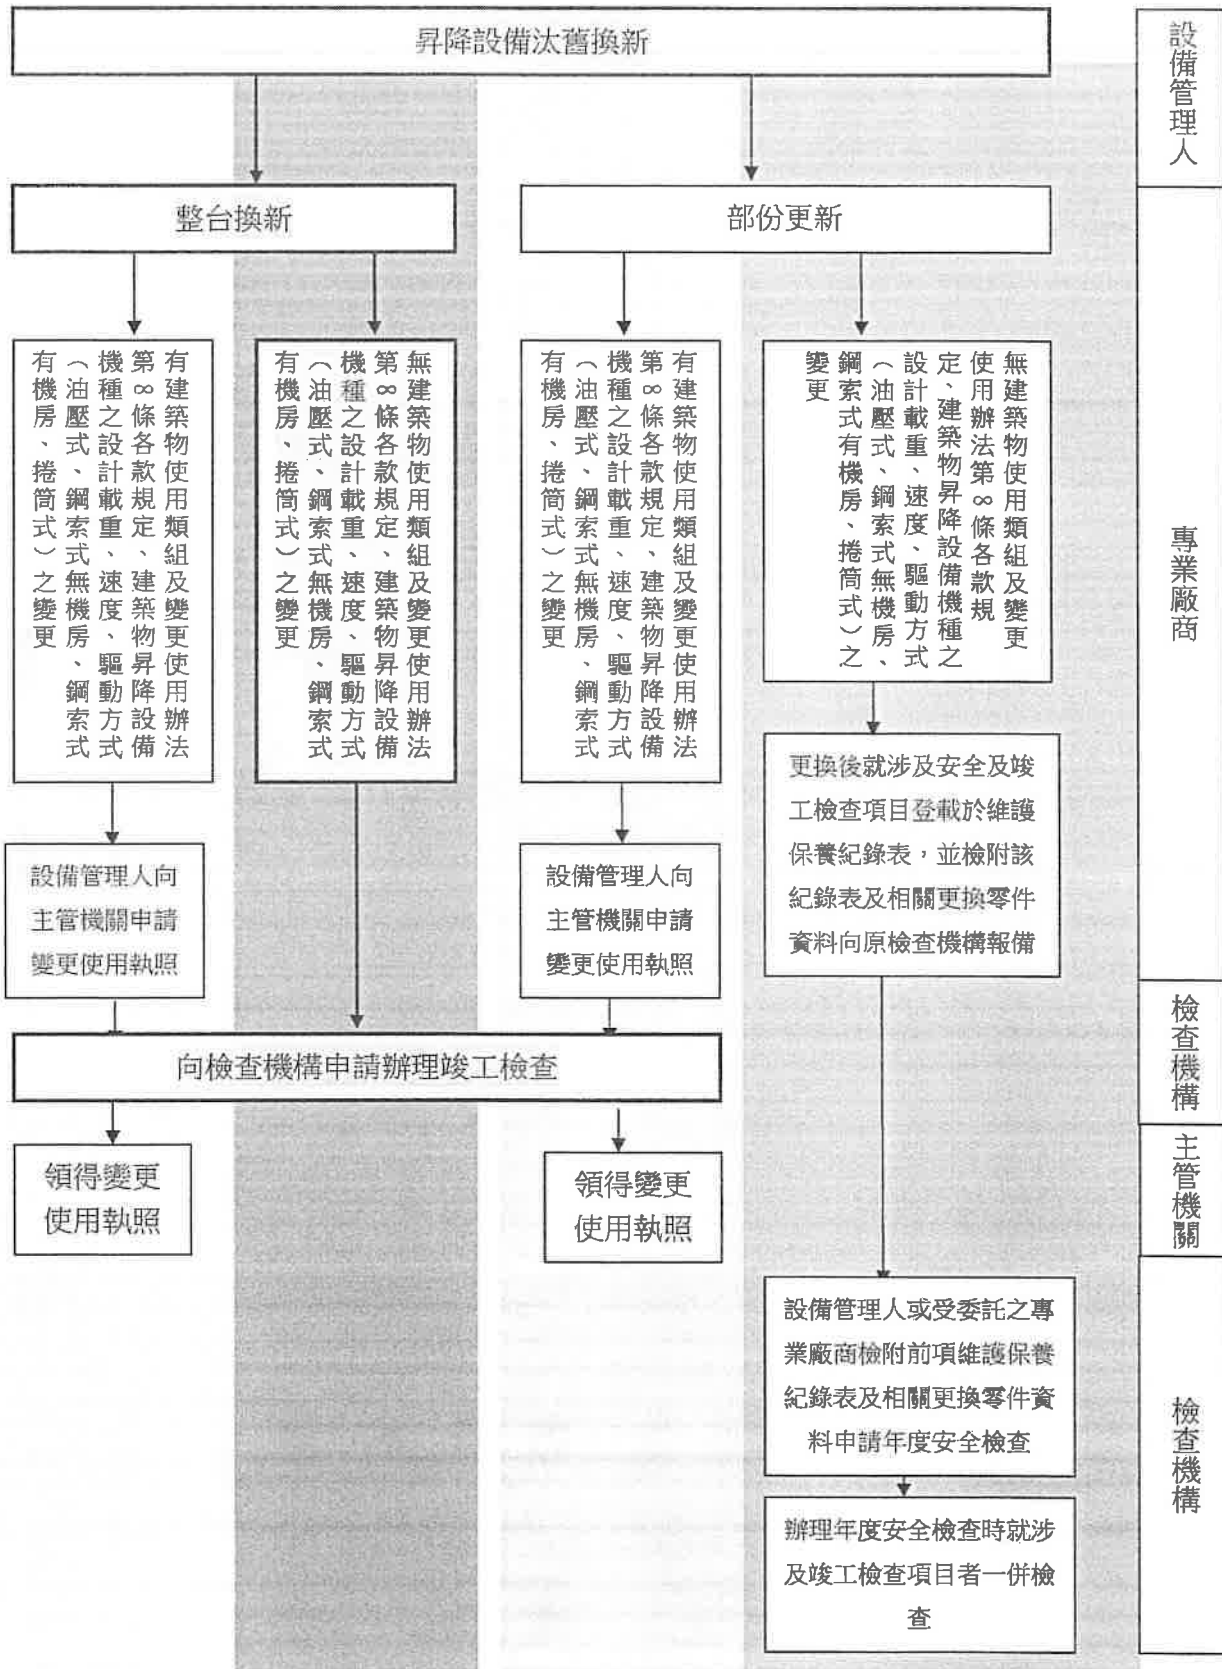 昇降設備汰舊換新
設備管理人
整台換新
部份更新
有建築物使用類組及變更使用辦法
第∞條各款規定、建築物昇降設備
機種之設計載重、速度、驅動方式
（油壓式、鋼索式無機房、鋼索式
有機房、捲筒式）之變更
無建築物使用類組及變更使用辦法
第∞條各款規定、建築物昇降設備
機種之設計載重、速度、驅動方式
（油壓式、鋼索式無機房、鋼索式
有機房、捲筒式）之變更
有建築物使用類組及變更使用辦法
第∞條各款規定、建築物昇降設備
機種之設計載重、速度、驅動方式
（油壓式、鋼索式無機房、鋼索式
有機房、捲筒式）之變更
無建築物使用類組及變更
使用辦法第∞條各款規
定、建築物昇降設備機種之
設計載重、速度、驅動方式
（油壓式、鋼索式無機房、
鋼索式有機房、捲筒式）之
變更
專業廠商
設備管理人向
主管機關申請
變更使用執照
設備管理人向
主管機關申請
變更使用執照
更換後就涉及安全及竣
工檢查項目登載於維護
保養紀錄表，並檢附該
紀錄表及相關更換零件
資料向原檢查機構報備
向檢查機構申請辦理竣工檢查
檢查機構
領得變更
使用執照
領得變更
使用執照
主管機關
設備管理人或受委託之專
業廠商檢附前項維護保養
紀錄表及相關更換零件資
料申請年度安全檢查
辦理年度安全檢查時就涉
及竣工檢查項目者一併檢
查
檢查機構